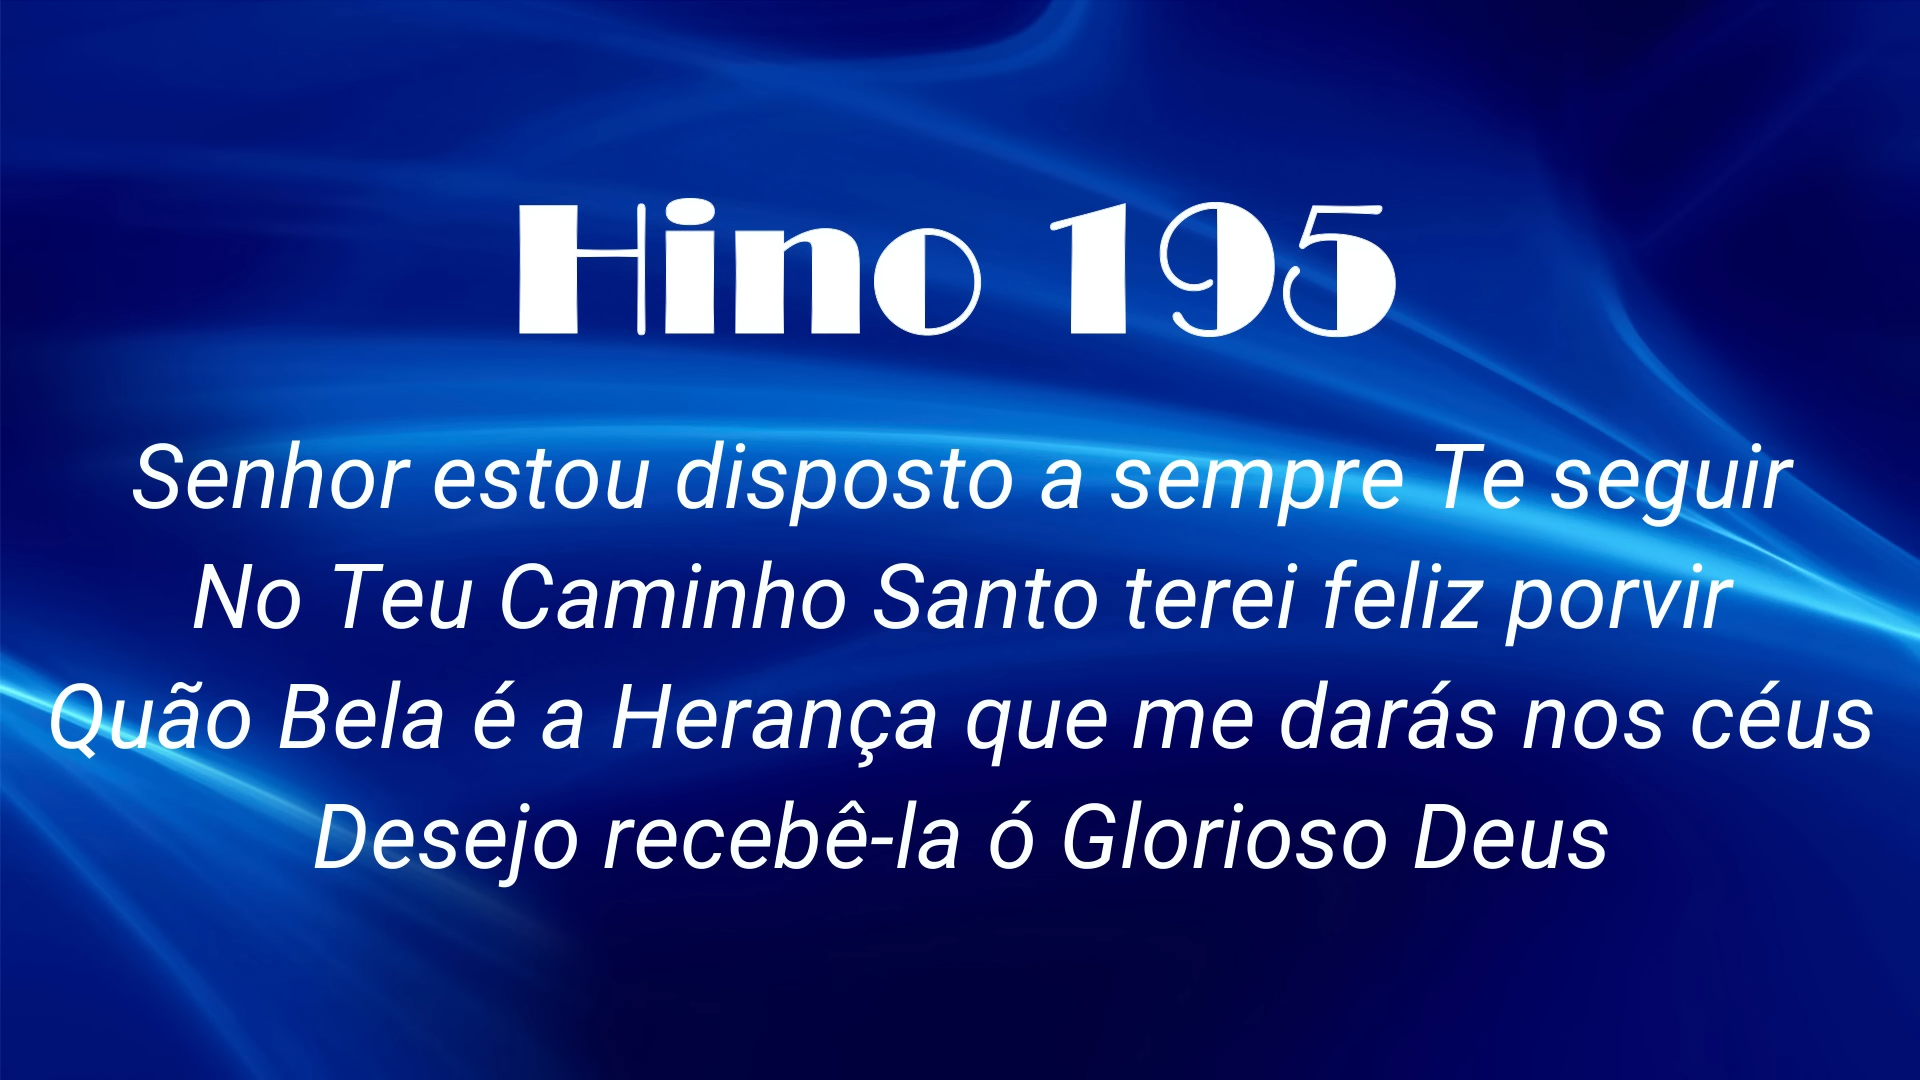 Hino 195
Senhor estou disposto a sempre Te seguir
No Teu Caminho Santo terei feliz porvir
Quão Bela é a Herança que me darás nos céus
Desejo recebê-la ó Glorioso Deus